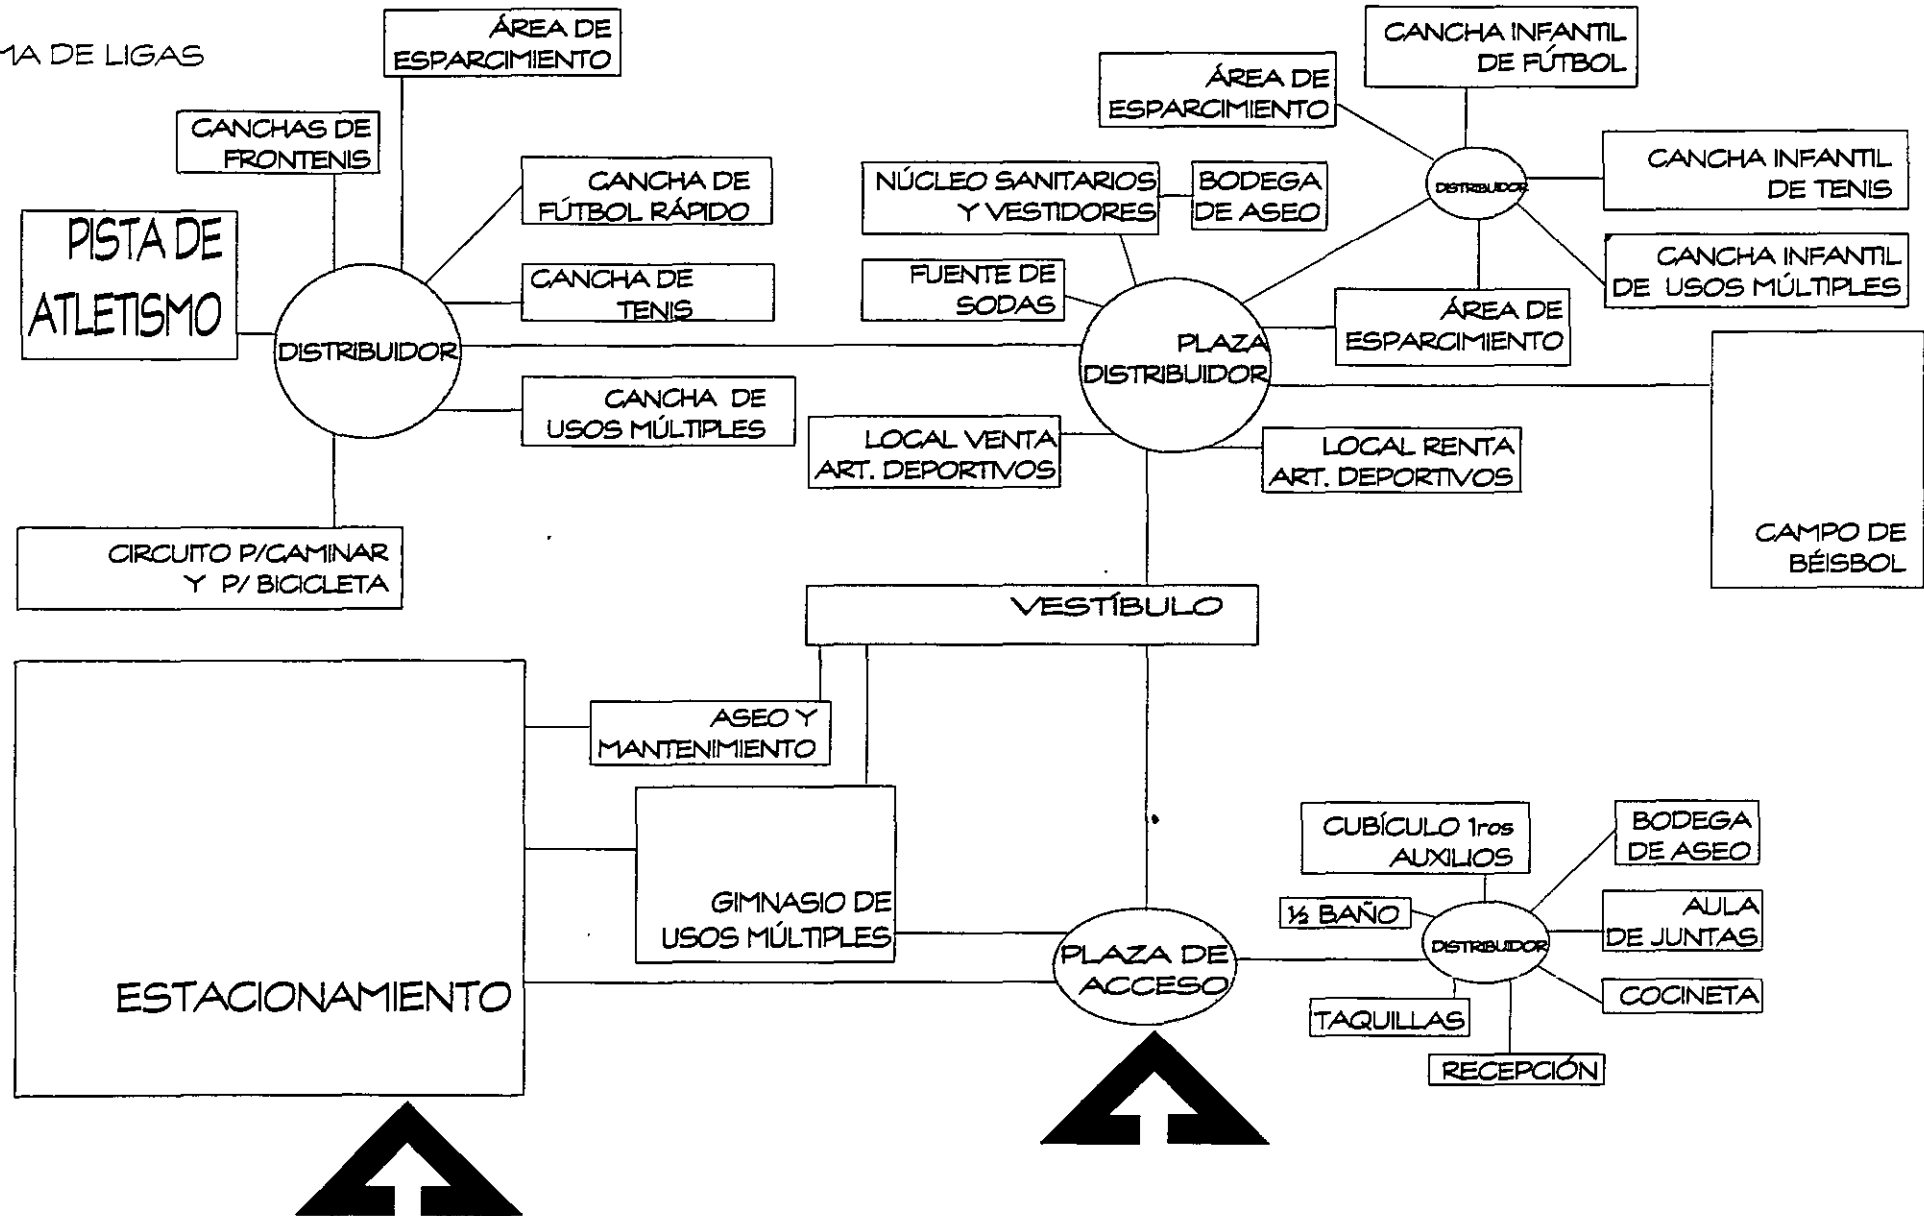 MA DE LIGAS
ÁREA DE
ESPARCIMIENTO
CANCHA INFANTIL
DE FÚTBOL
ÁREA DE
ESPARCIMIENTO
CANCHAS DE
FRONTENIS
CANCHA DE
FÚTBOL RÁPIDO
NÚCLEO SANITARIOS
Y VESTIDORES
BODEGA
DE ASEO
DISTRIBUIDOR
CANCHA INFANTIL
DE TENIS
PISTA DE
ATLETISMO
CANCHA DE
TENIS
FUENTE DE
SODAS
CANCHA INFANTIL
DE USOS MÚLTIPLES
ÁREA DE
ESPARCIMIENTO
DISTRIBUIDOR
PLAZA
DISTRIBUIDOR
CANCHA DE
USOS MÚLTIPLES
LOCAL VENTA
ART. DEPORTIVOS
LOCAL RENTA
ART. DEPORTIVOS
CAMPO DE
BÉISBOL
CIRCUITO P/CAMINAR
Y P/ BICICLETA
VESTÍBULO
ASEO Y
MANTENIMIENTO
CUBÍCULO 1ros
AUXILIOS
BODEGA
DE ASEO
GIMNASIO DE
USOS MÚLTIPLES
½ BAÑO
DISTRIBUIDOR
AULA
DE JUNTAS
PLAZA DE
ACCESO
ESTACIONAMIENTO
COCINETA
TAQUILLAS
RECEPCIÓN